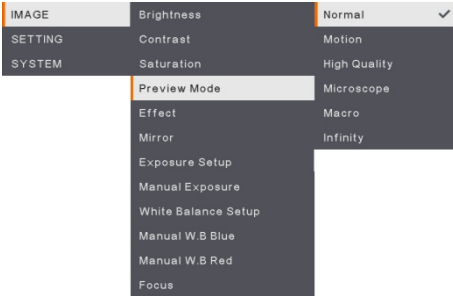 IMAGE
SETTING
SYSTEM
Brightness
Contrast
Saturation
Preview Mode
Effect
Mirror
Exposure Setup
Manual Exposure
White Balance Setup
Manual W.B Blue
Manual W.B Red
Focus
Normal ✓
Motion
High Quality
Microscope
Macro
Infinity